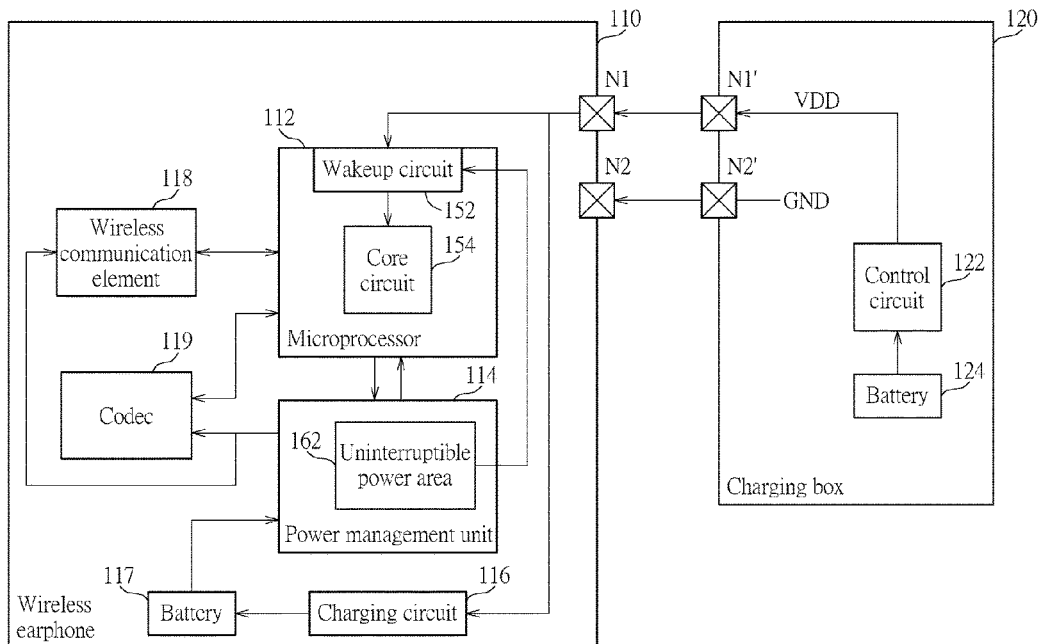 110
120
N1
N1'
VDD
112
Wakeup circuit
N2
N2'
118
152
GND
Wireless
communication
element
Core
circuit
154
Control
circuit
122
Microprocessor
119
Codec
114
124
Battery
162
Uninterruptible
power area
Charging box
Power management unit
117
116
Wireless
earphone
Battery
Charging circuit